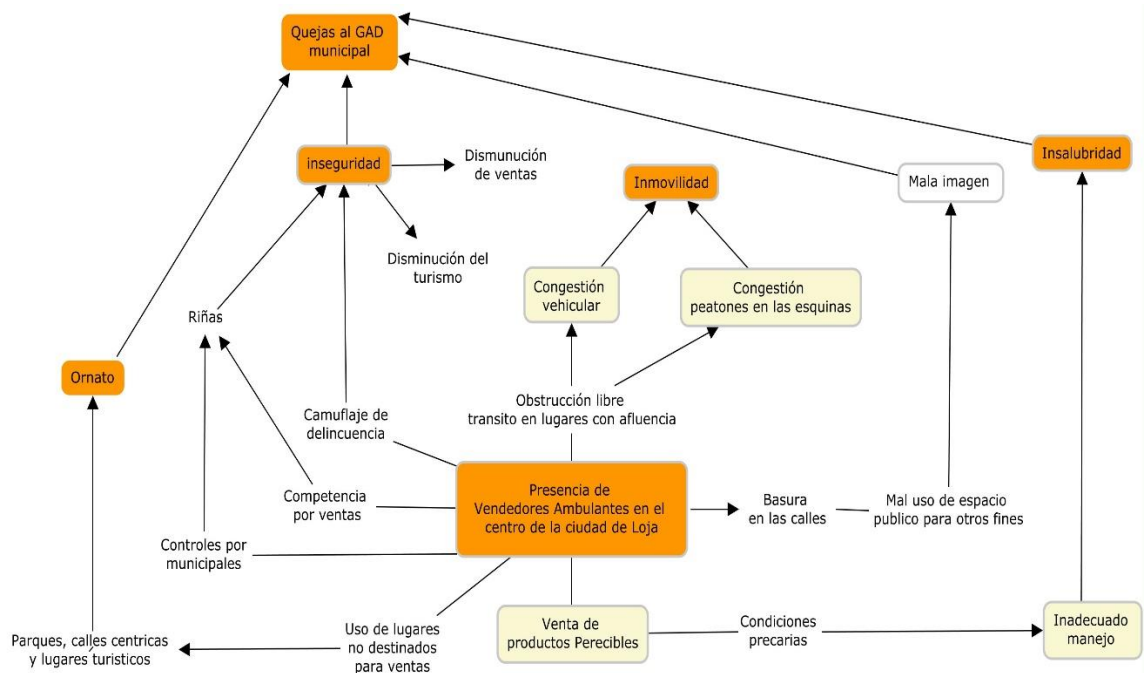 Quejas al GAD
municipal
inseguridad
Dismunución
de ventas
Inmovilidad
Mala imagen
Insalubridad
Disminución del
turismo
Congestión
vehicular
Congestión
peatones en las esquinas
Riñas
Ornato
Camuflaje de
delincuencia
Obstrucción libre
transito en lugares con afluencia
Competencia
por ventas
Presencia de
Vendedores Ambulantes en el
centro de la ciudad de Loja
Basura
en las calles
Mal uso de espacio
publico para otros fines
Controles por
municipales
Parques, calles centricas
y lugares turisticos
Uso de lugares
no destinados
para ventas
Venta de
productos Perecibles
Condiciones
precarias
Inadecuado
manejo